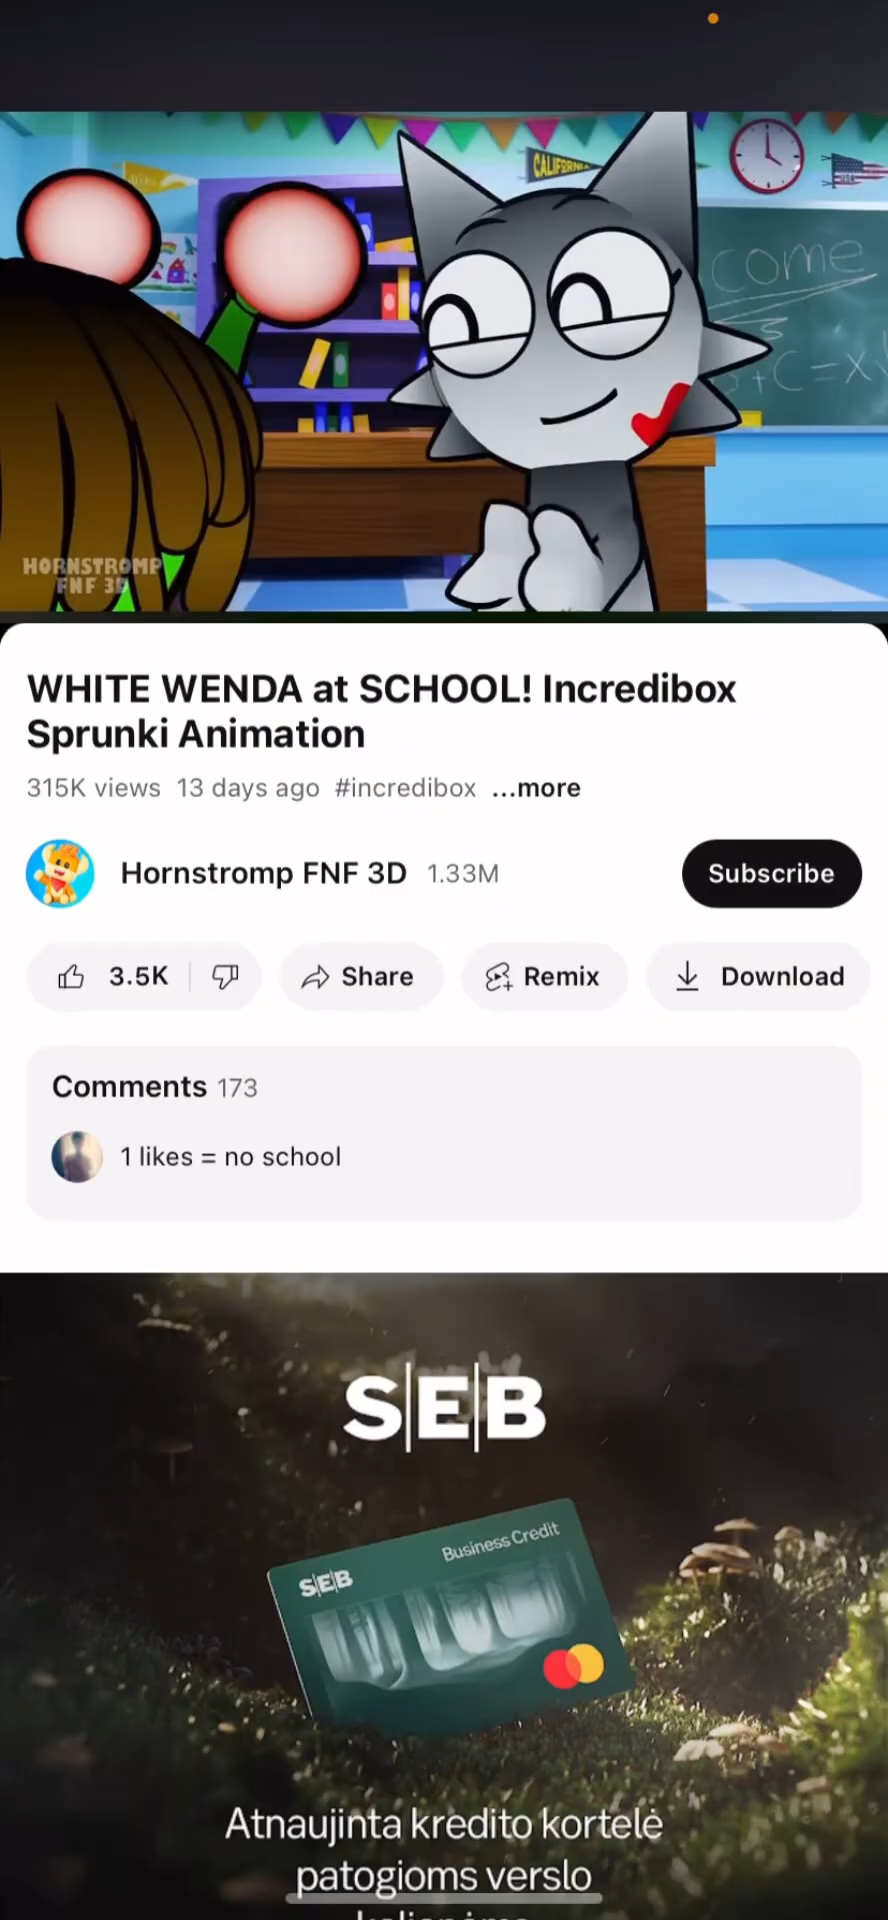 CALIFORNIA
come
+C=X
HORNSTROMP
FNF 3D
WHITE WENDA at SCHOOL! Incredibox
Sprunki Animation
315K views 13 days ago #incredibox ...more
Hornstromp FNF 3D 1.33M
Subscribe
3.5K
Share
Remix
Download
Comments 173
1 likes = no school
S|E|B
Business Credit
S|E|B
Atnaujinta kredito kortelė
patogioms verslo